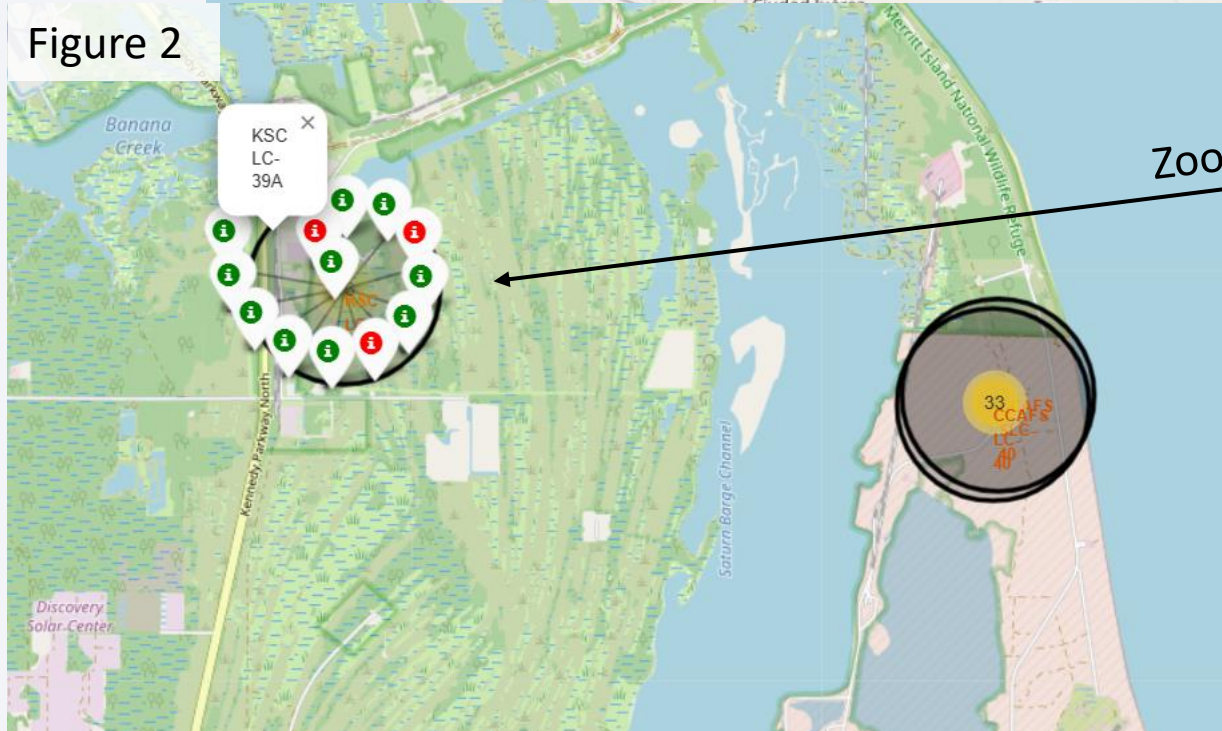 Figure 2
Banana
Creek
KSC
LC-
39A
Merritt Island National Wildlife Refuge
Zoo
33
CCAFS
LC-
40
KSC
Kennedy Parkway North
Saturn Barge Channel
Discovery
Solar Center